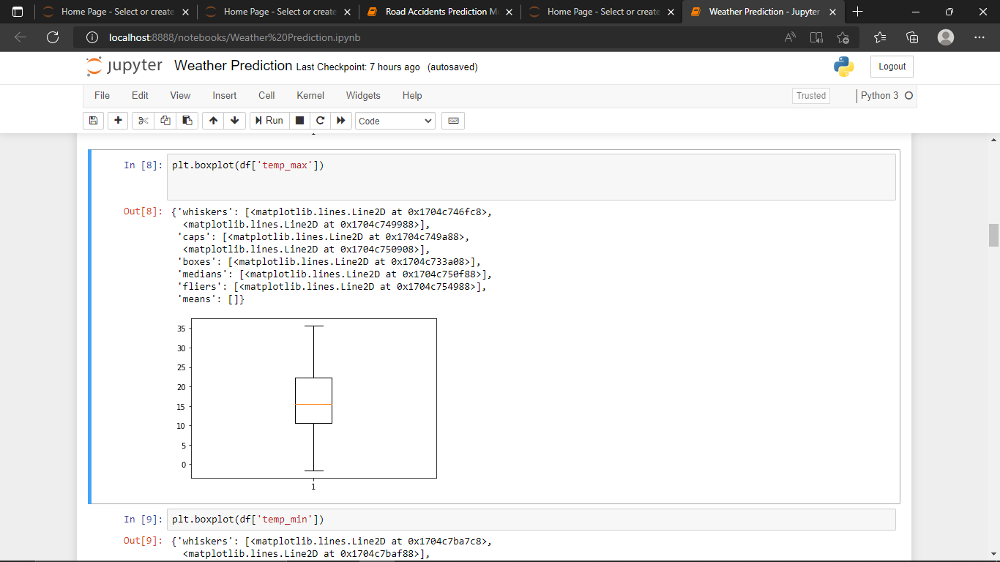 Home Page - Select or create
Home Page - Select or create
Road Accidents Prediction M
Home Page - Select or create
Weather Prediction - Jupyter
localhost:8888/notebooks/Weather%20Prediction.ipynb
jupyter Weather Prediction Last Checkpoint: 7 hours ago (autosaved)
Logout
File Edit View Insert Cell Kernel Widgets Help
Trusted
Python 3
Run
Code
In [8]: plt.boxplot(df['temp_max'])
Out[8]: {'whiskers': [<matplotlib.lines.Line2D at 0x1704c746fc8>,
<matplotlib.lines.Line2D at 0x1704c749988>],
'caps': [<matplotlib.lines.Line2D at 0x1704c749a88>,
<matplotlib.lines.Line2D at 0x1704c750908>],
'boxes': [<matplotlib.lines.Line2D at 0x1704c733a08>],
'medians': [<matplotlib.lines.Line2D at 0x1704c750f88>],
'fliers': [<matplotlib.lines.Line2D at 0x1704c754988>],
'means': []}
35
30
25
20
15
10
5
0
1
In [9]: plt.boxplot(df['temp_min'])
Out[9]: {'whiskers': [<matplotlib.lines.Line2D at 0x1704c7ba7c8>,
<matplotlib.lines.Line2D at 0x1704c7baf88>],